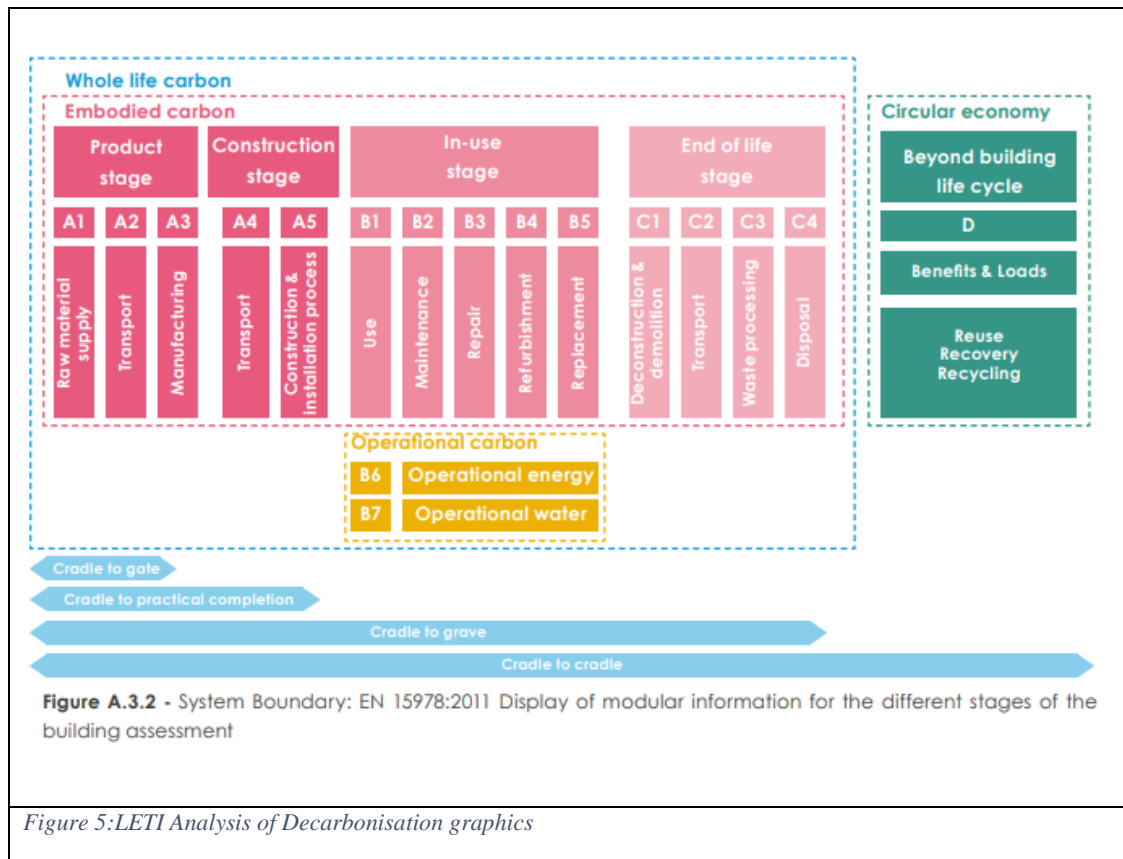 Whole life carbon
Embodied carbon
Circular economy
Product
stage
Construction
stage
In-use
stage
End of life
stage
Beyond building
life cycle
A1
A2
A3
A4
A5
B1
B2
B3
B4
B5
C1
C2
C3
C4
D
Raw material
supply
Transport
Manufacturing
Transport
Construction &
installation process
Use
Maintenance
Repair
Refurbishment
Replacement
Deconstruction &
demolition
Transport
Waste processing
Disposal
Benefits & Loads
Reuse
Recovery
Recycling
Operational carbon
B6 Operational energy
B7 Operational water
Cradle to gate
Cradle to practical completion
Cradle to grave
Cradle to cradle
Figure A.3.2 - System Boundary: EN 15978:2011 Display of modular information for the different stages of the
building assessment
Figure 5:LETI Analysis of Decarbonisation graphics